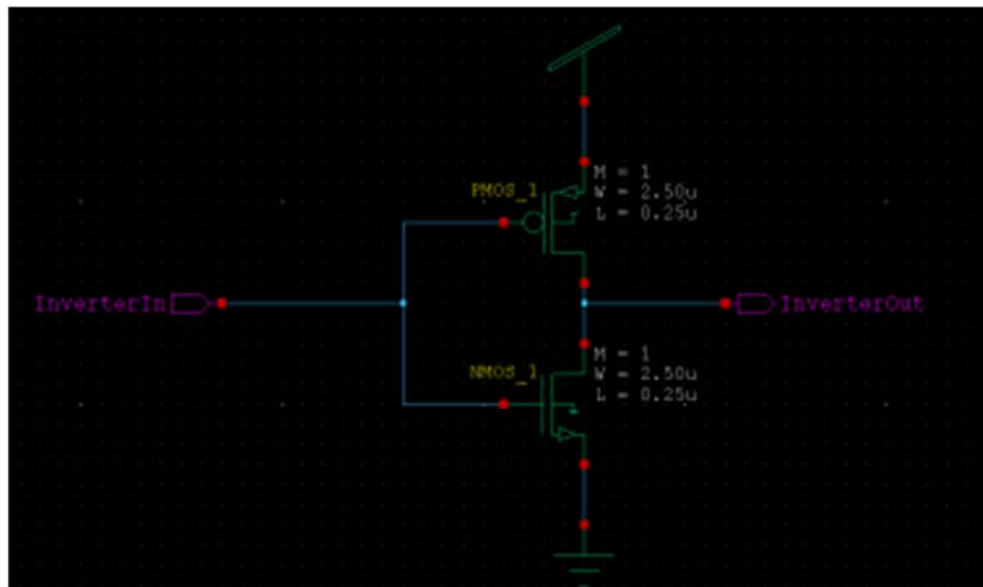 M = 1
PMOS_1
W = 2.50u
L = 0.25u
InverterIn
InverterOut
M = 1
NMOS_1
W = 2.50u
L = 0.25u